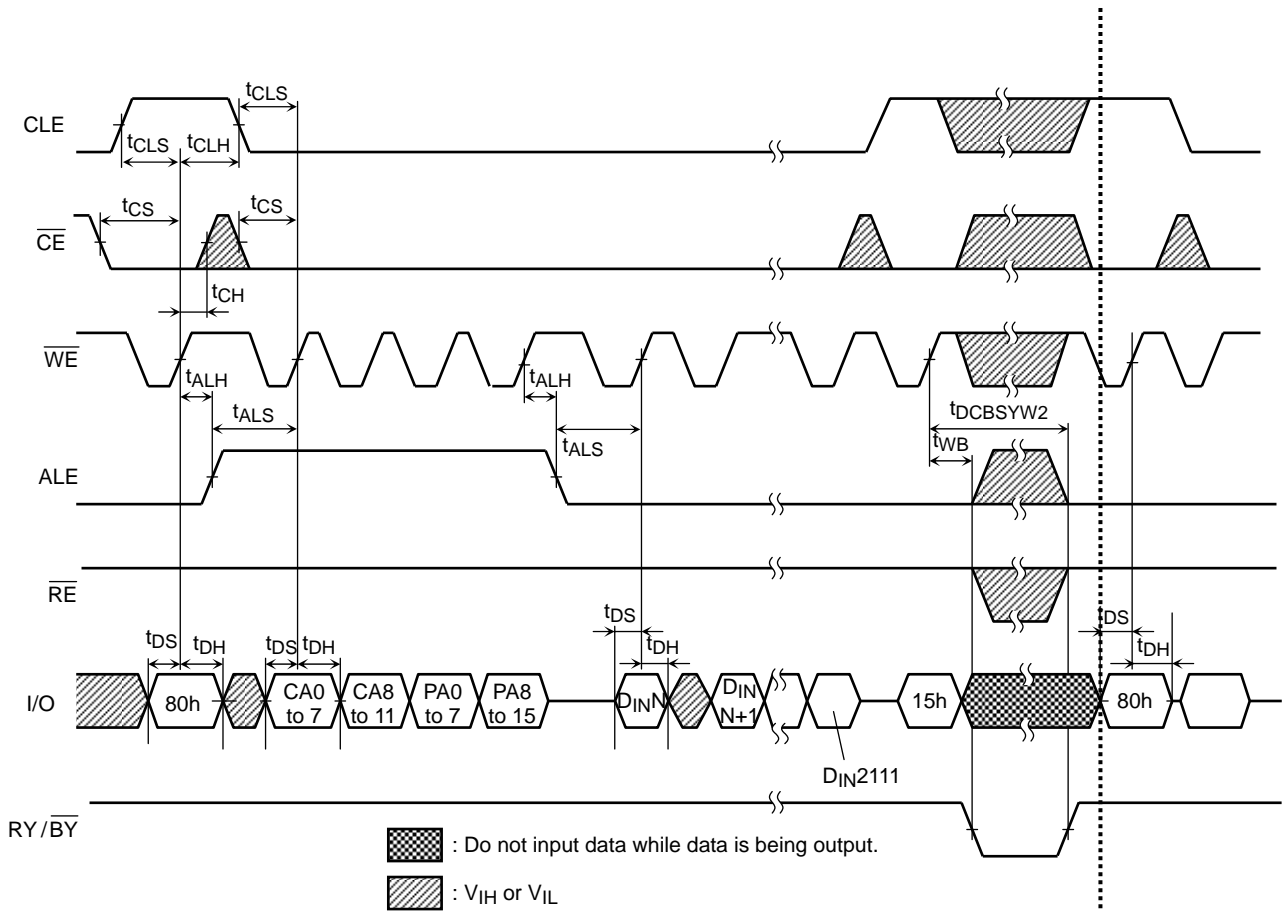 CLE
tCLS
tCLS
tCLH
CE
tCS
tCS
tCH
WE
tALH
tALH
tDCBSYW2
tALS
tALS
tWB
ALE
RE
tDS
tDH
tDS
tDH
tDS
tDH
tDS
tDH
I/O
80h
CA0 to 7
CA8 to 11
PA0 to 7
PA8 to 15
DINN
DIN N+1
15h
80h
DIN2111
RY/BY
: Do not input data while data is being output.
: VIH or VIL